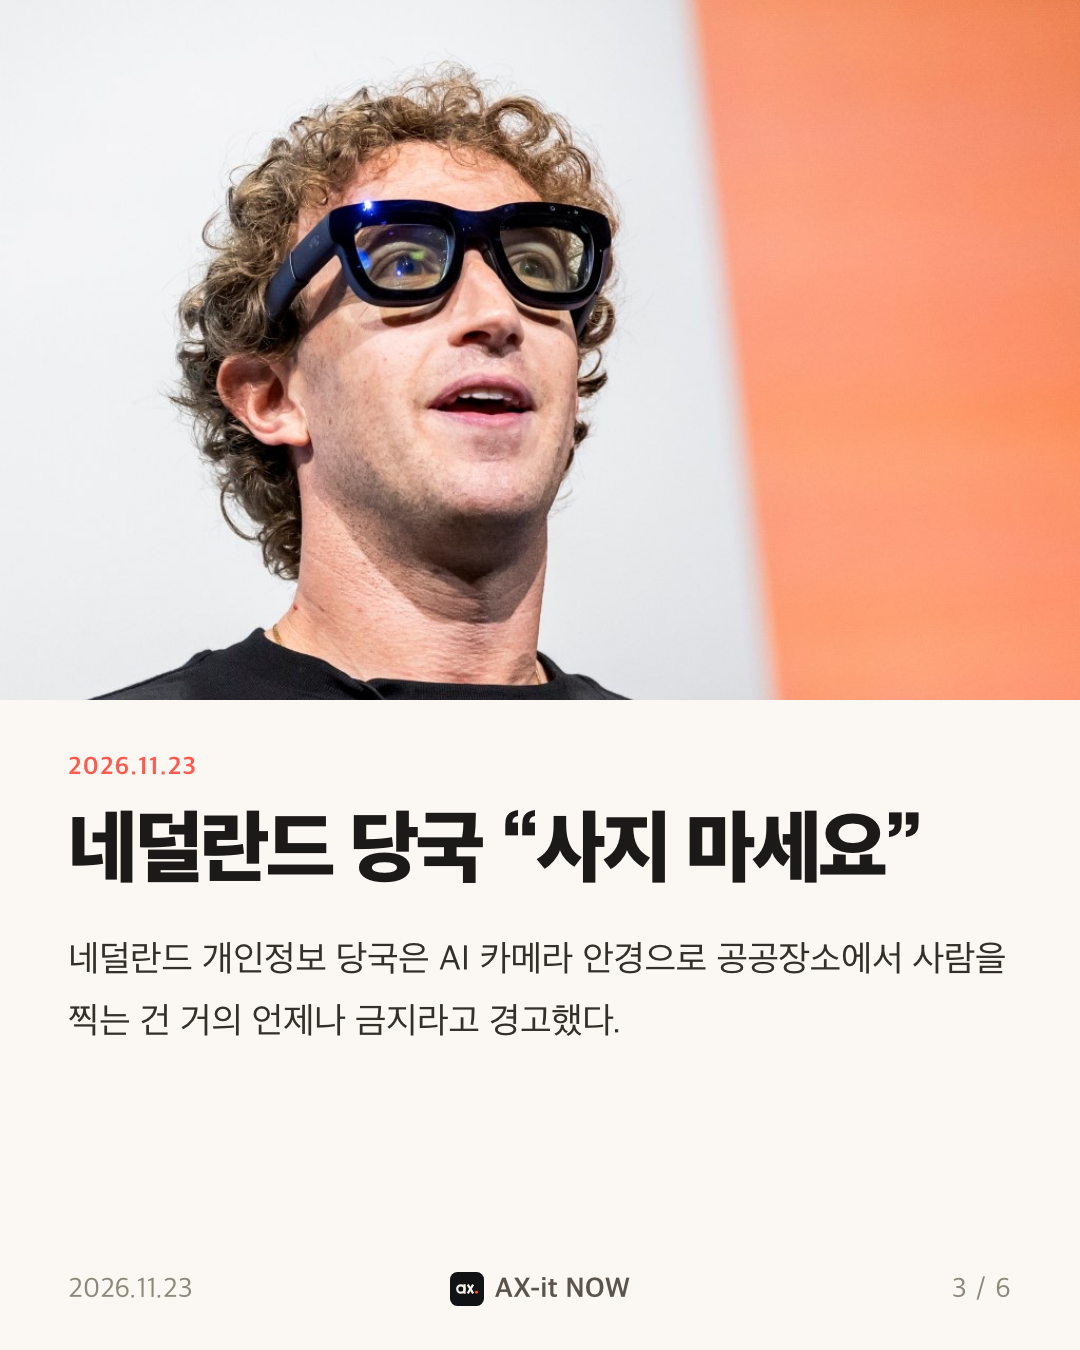 2026.11.23
네덜란드 당국 “사지 마세요”
네덜란드 개인정보 당국은 AI 카메라 안경으로 공공장소에서 사람을
찍는 건 거의 언제나 금지라고 경고했다.
2026.11.23
ax.
AX-it NOW
3 / 6